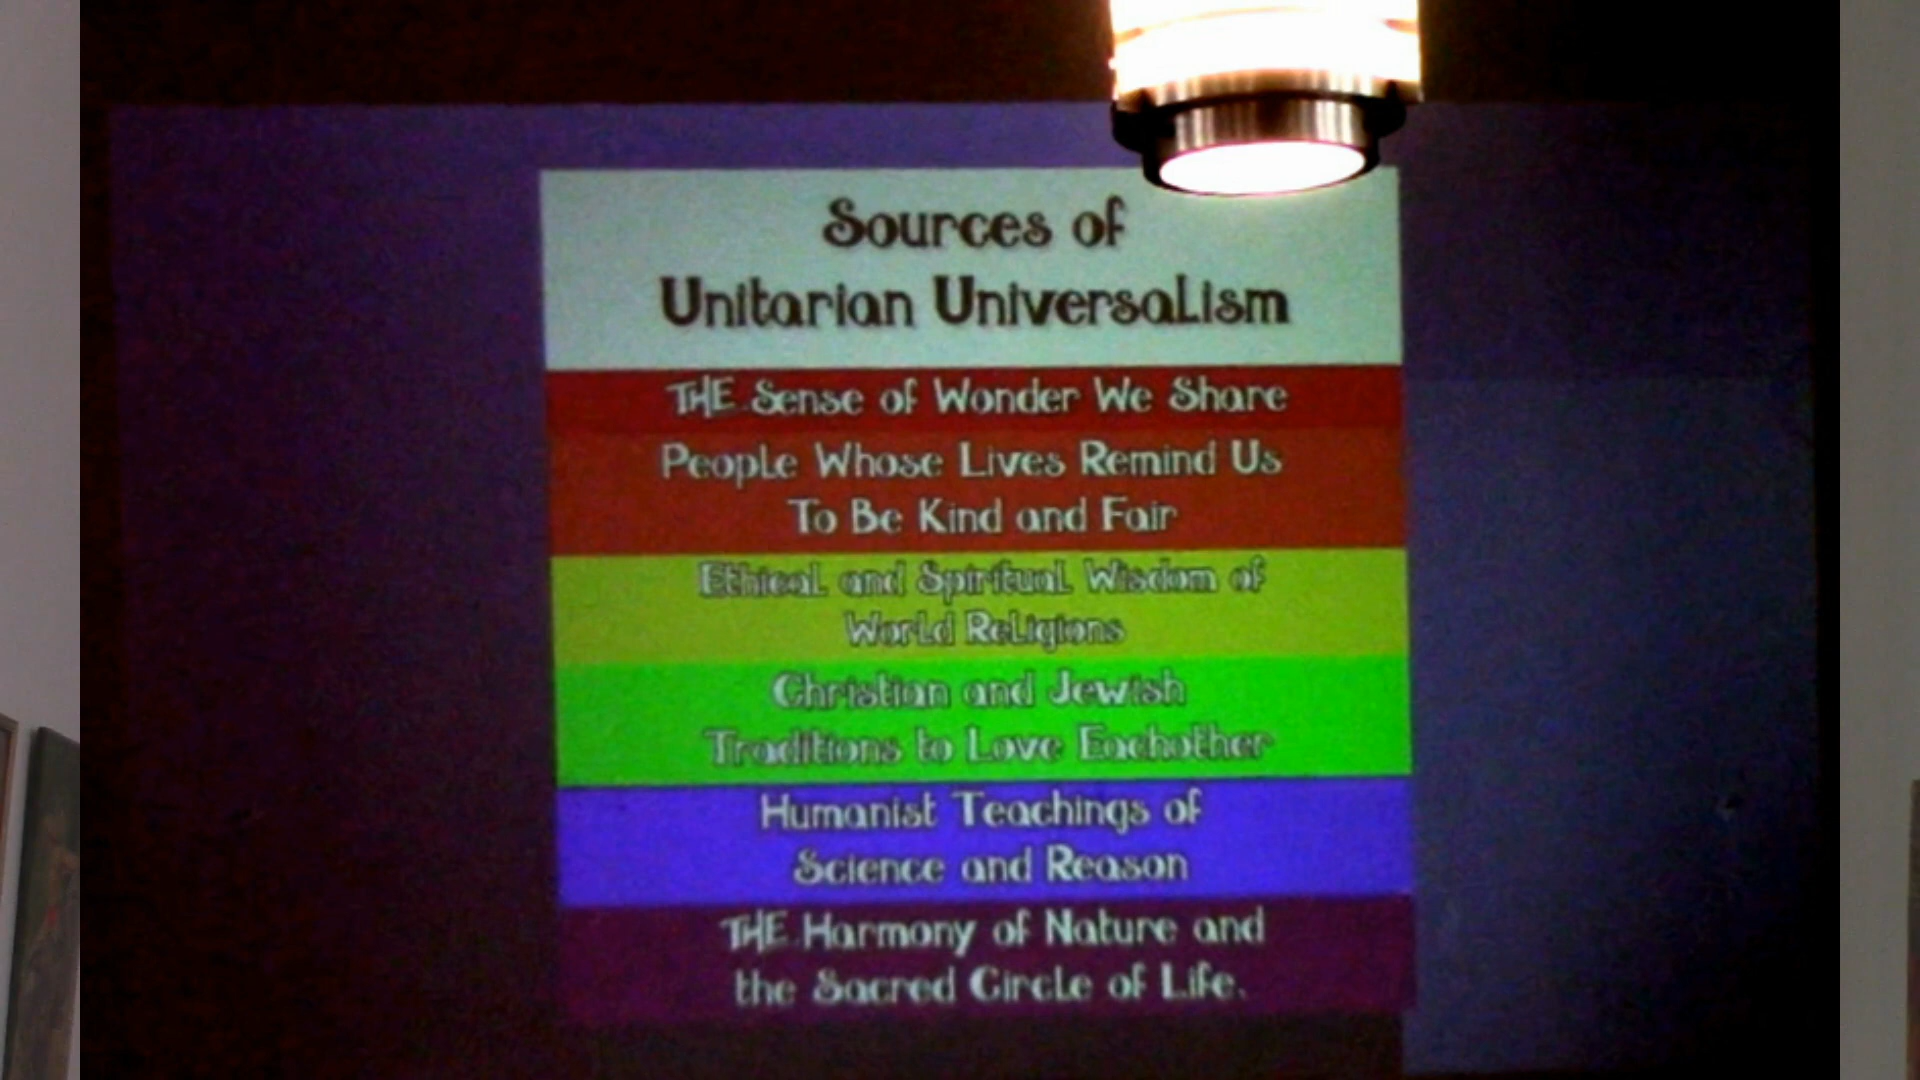 Sources of
Unitarian Universalism
THE Sense of Wonder We Share
People Whose Lives Remind Us
To Be Kind and Fair
Ethical and Spiritual Wisdom of
World Religions
Christian and Jewish
Traditions to Love Eachother
Humanist Teachings of
Science and Reason
THE Harmony of Nature and
the Sacred Circle of Life.